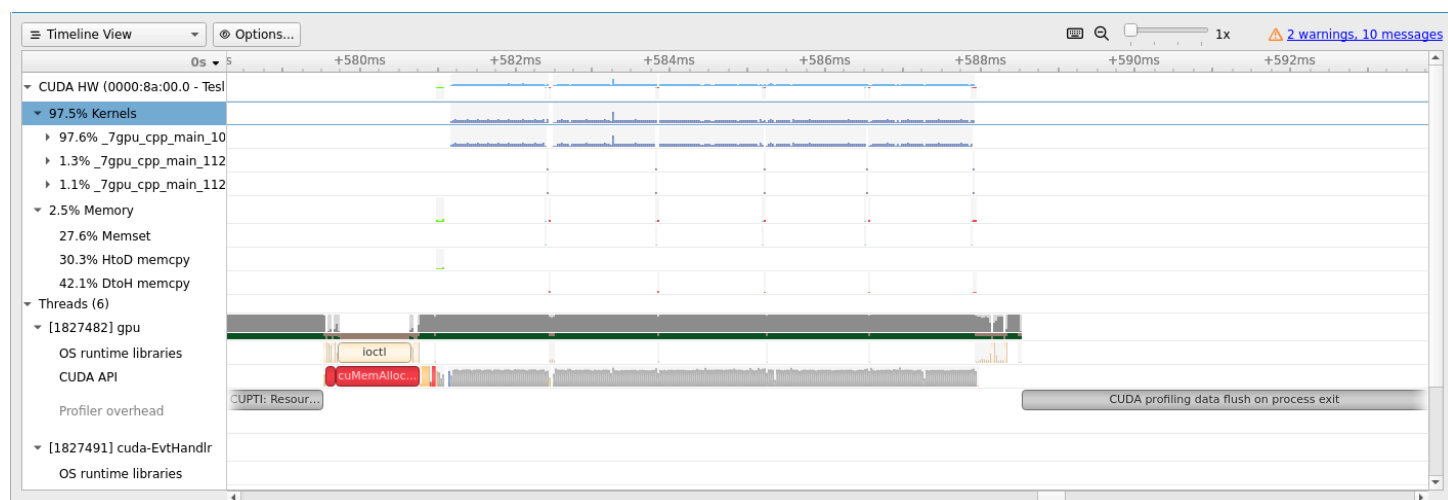 Timeline View Options... 1x 2 warnings, 10 messages
0s s +580ms +582ms +584ms +586ms +588ms +590ms +592ms
CUDA HW (0000:8a:00.0 - Tesl
97.5% Kernels
97.6% _7gpu_cpp_main_10
1.3% _7gpu_cpp_main_112
1.1% _7gpu_cpp_main_112
2.5% Memory
27.6% Memset
30.3% HtoD memcpy
42.1% DtoH memcpy
Threads (6)
[1827482] gpu
OS runtime libraries ioctl
CUDA API cuMemAlloc...
Profiler overhead CUPTI: Resour... CUDA profiling data flush on process exit
[1827491] cuda-EvtHandlr
OS runtime libraries